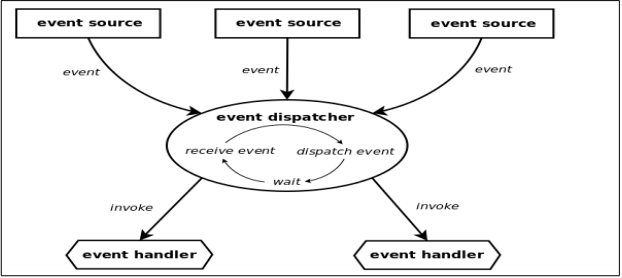 event source event source event source
event event event
event dispatcher
receive event dispatch event
wait
invoke invoke
event handler event handler